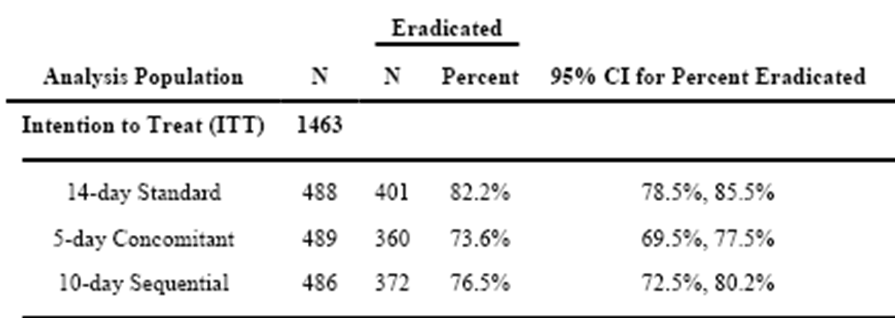 Eradicated
Analysis Population N N Percent 95% CI for Percent Eradicated
Intention to Treat (ITT) 1463
14-day Standard 488 401 82.2% 78.5%, 85.5%
5-day Concomitant 489 360 73.6% 69.5%, 77.5%
10-day Sequential 486 372 76.5% 72.5%, 80.2%